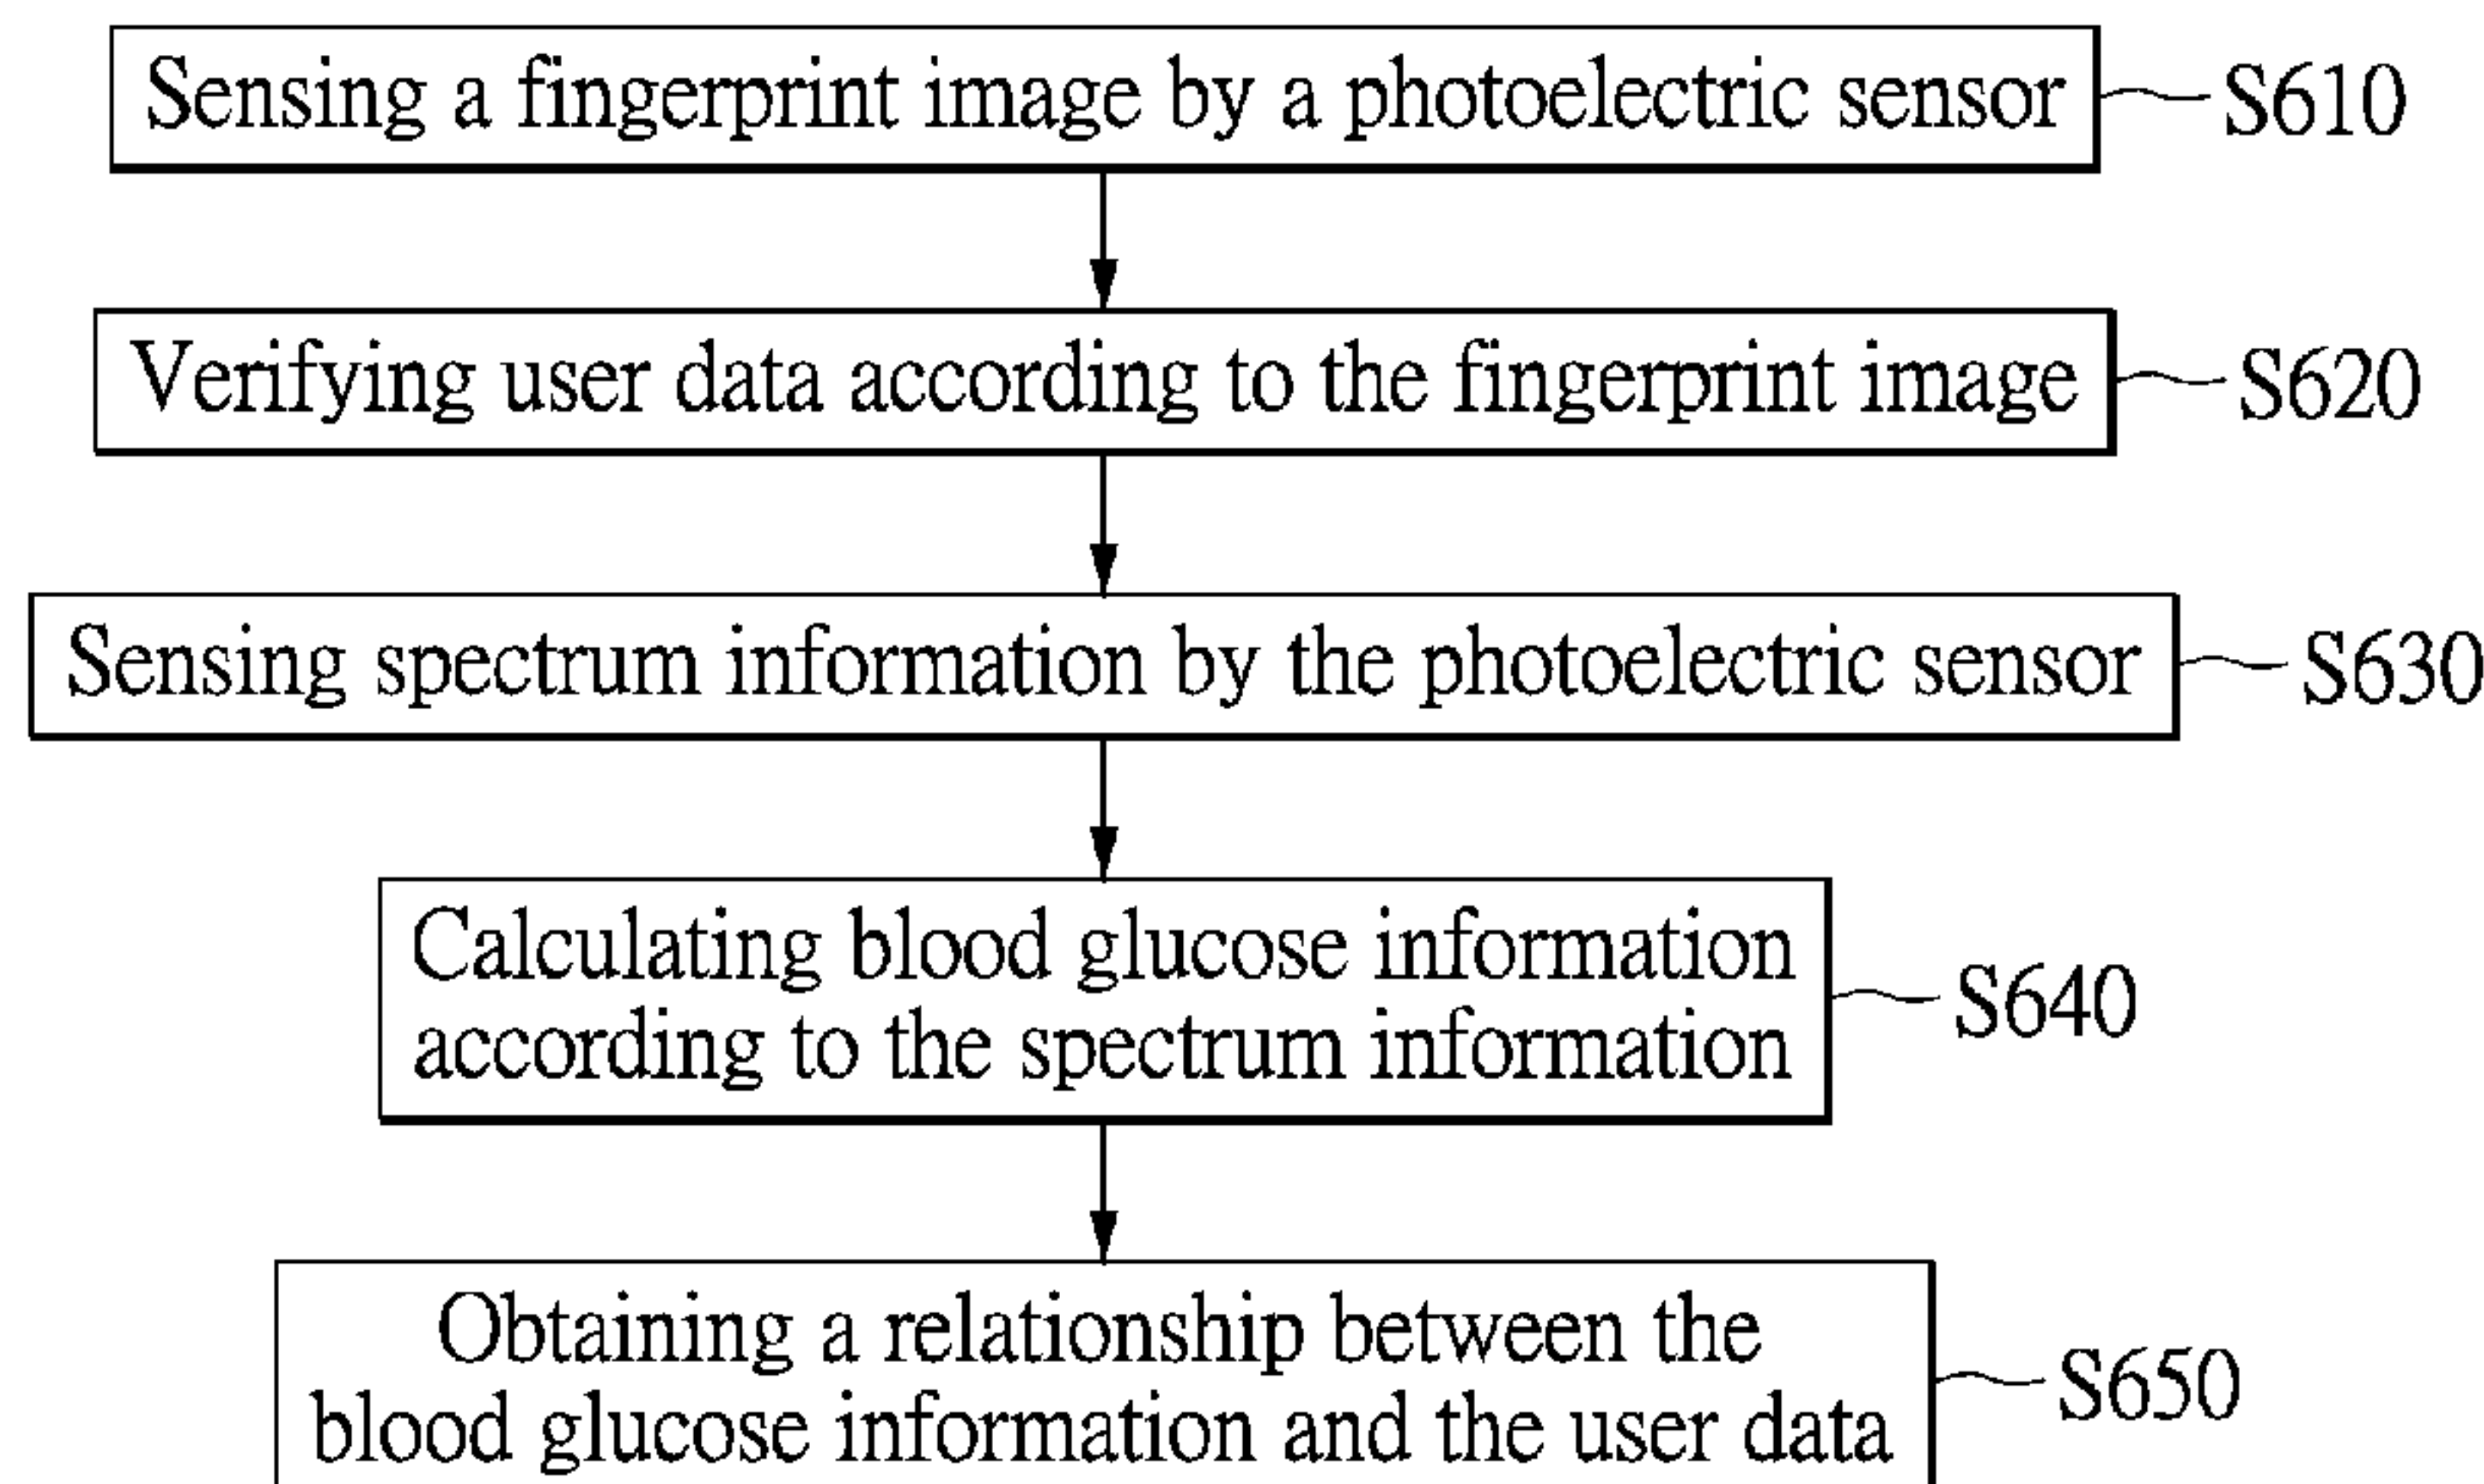 Sensing a fingerprint image by a photoelectric sensor S610
Verifying user data according to the fingerprint image S620
Sensing spectrum information by the photoelectric sensor S630
Calculating blood glucose information
according to the spectrum information
S640
Obtaining a relationship between the
blood glucose information and the user data
S650